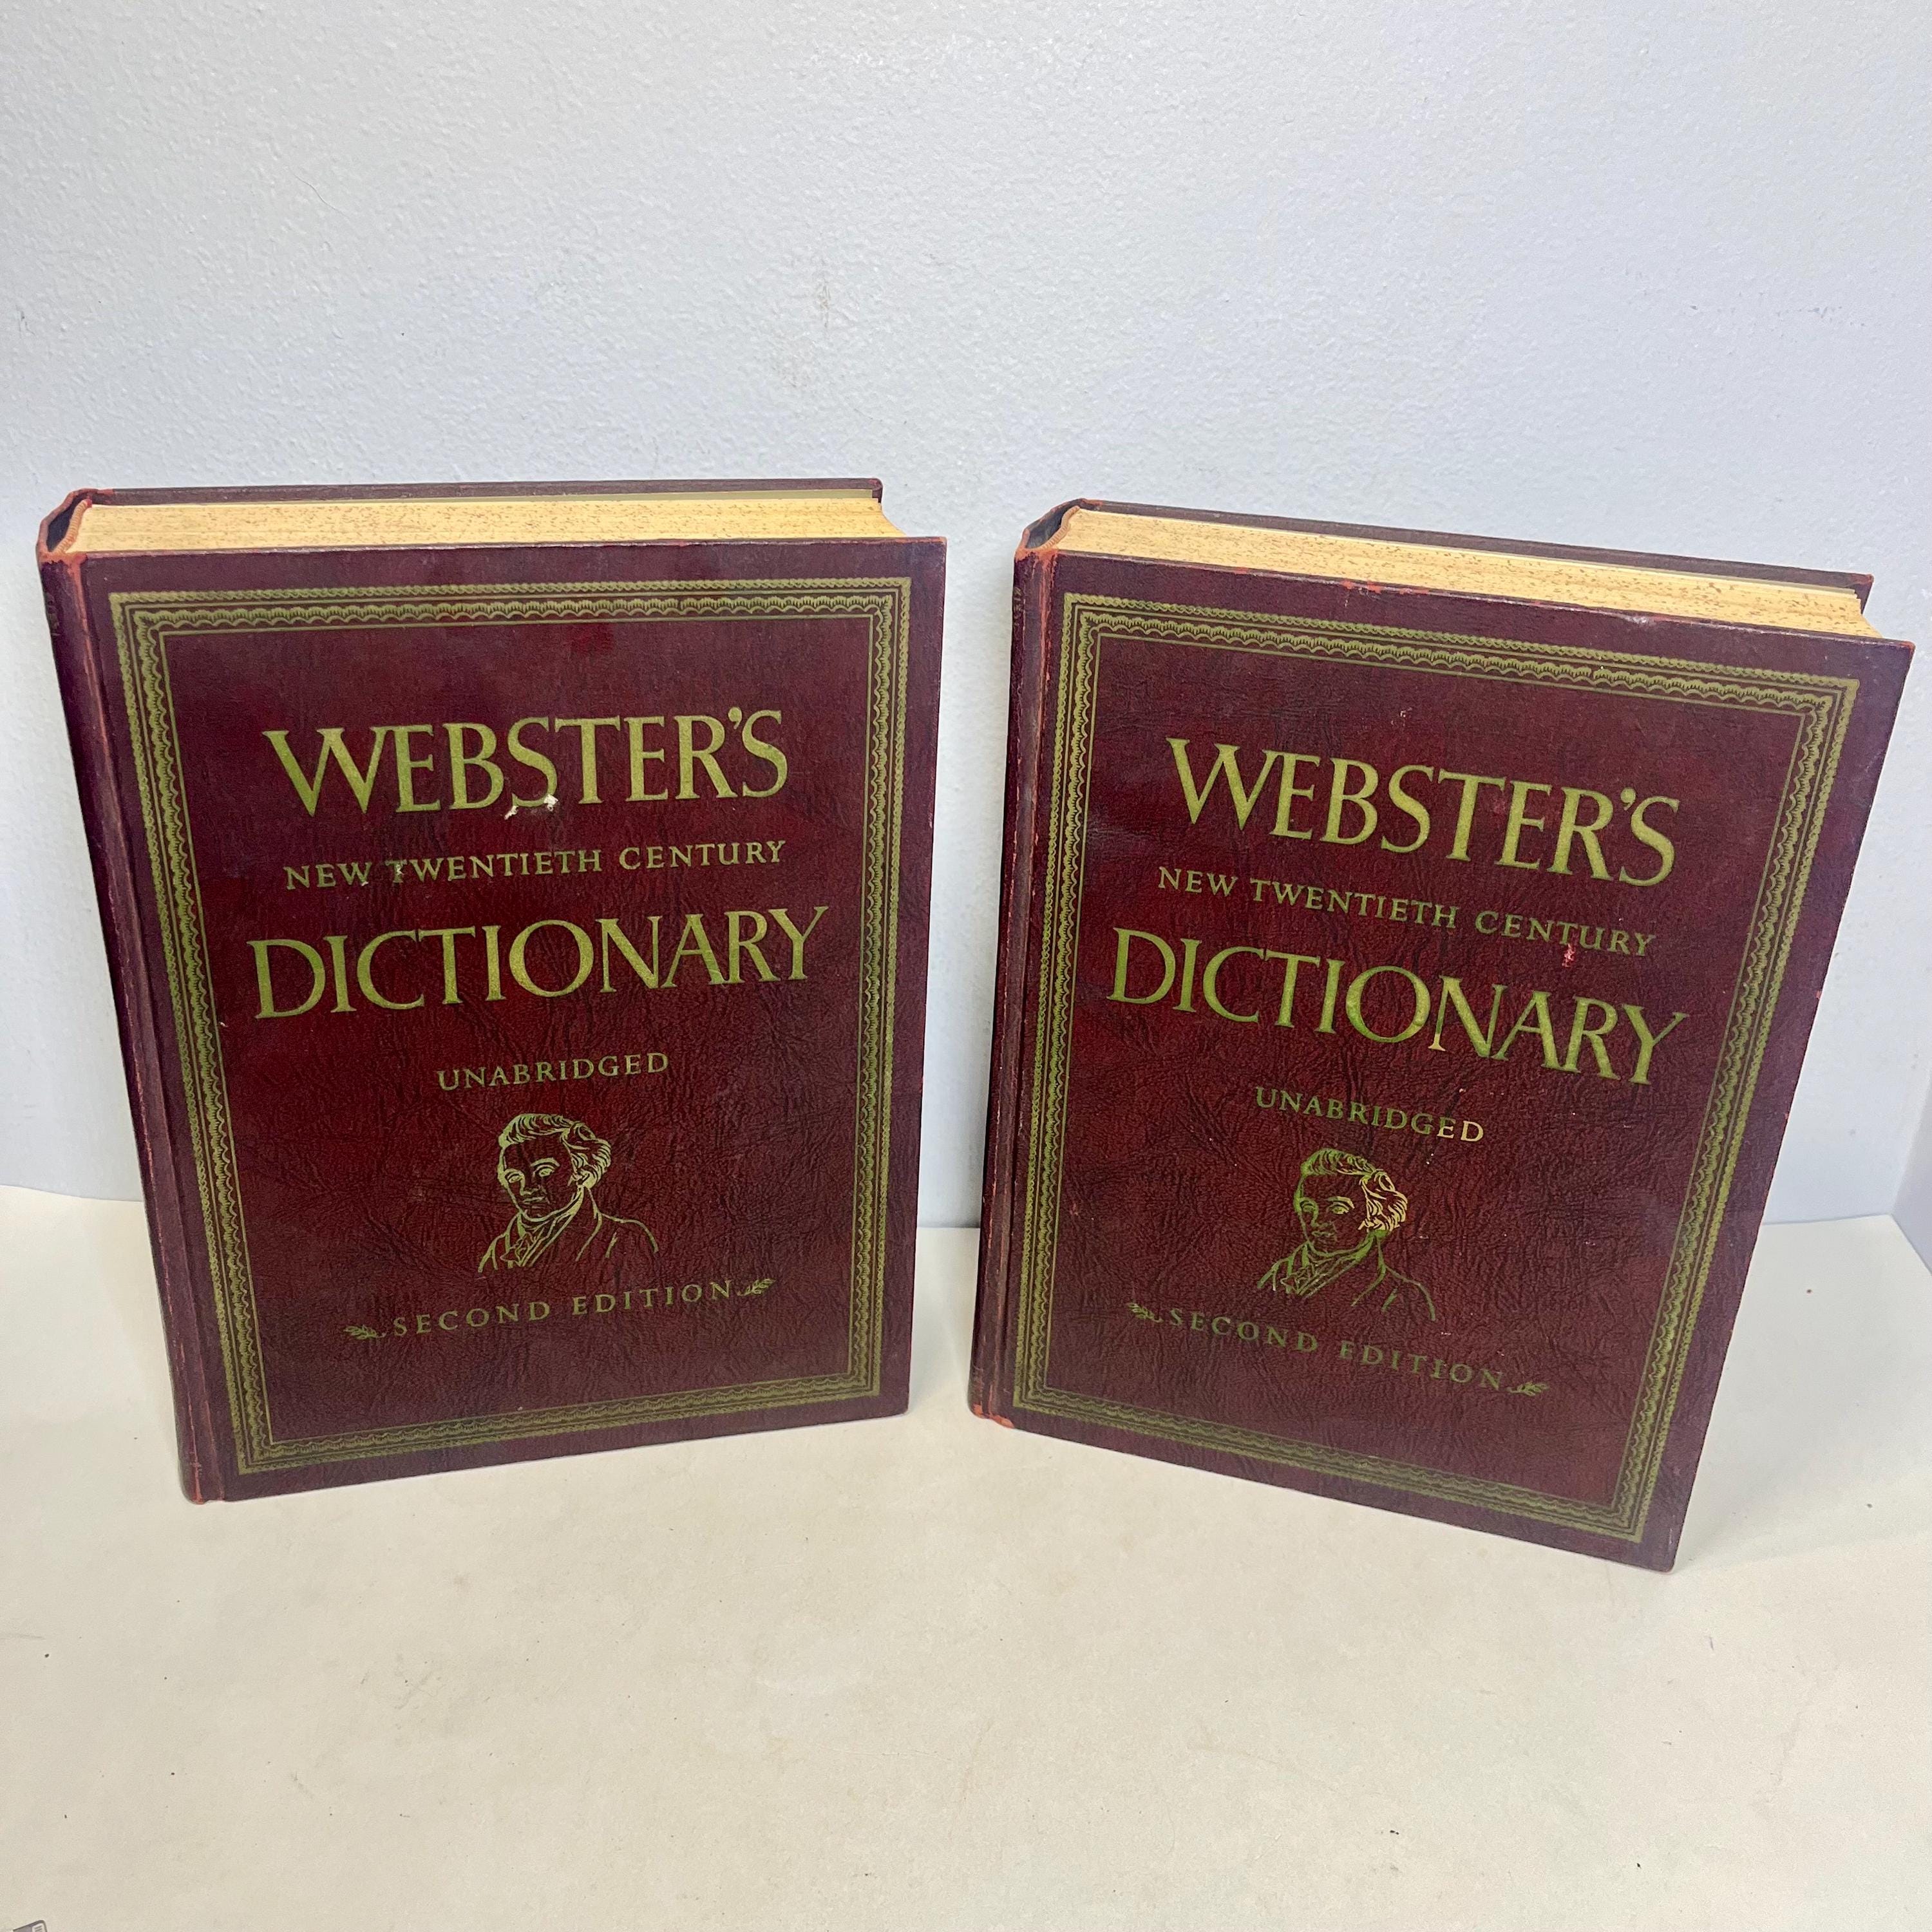 WEBSTER'S
NEW TWENTIETH CENTURY
DICTIONARY
UNABRIDGED
SECOND EDITION
WEBSTER'S
NEW TWENTIETH CENTURY
DICTIONARY
UNABRIDGED
SECOND EDITION